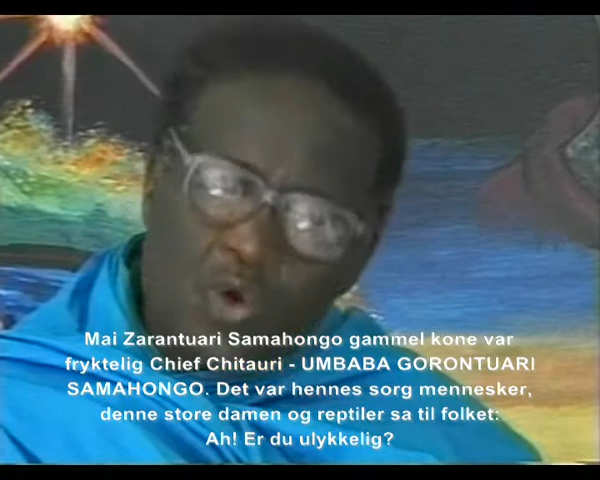 Mai Zarantuari Samahongo gammel kone var
fryktelig Chief Chitauri - UMBABA GORONTUARI
SAMAHONGO. Det var hennes sorg mennesker,
denne store damen og reptiler sa til folket:
Ah! Er du ulykkelig?